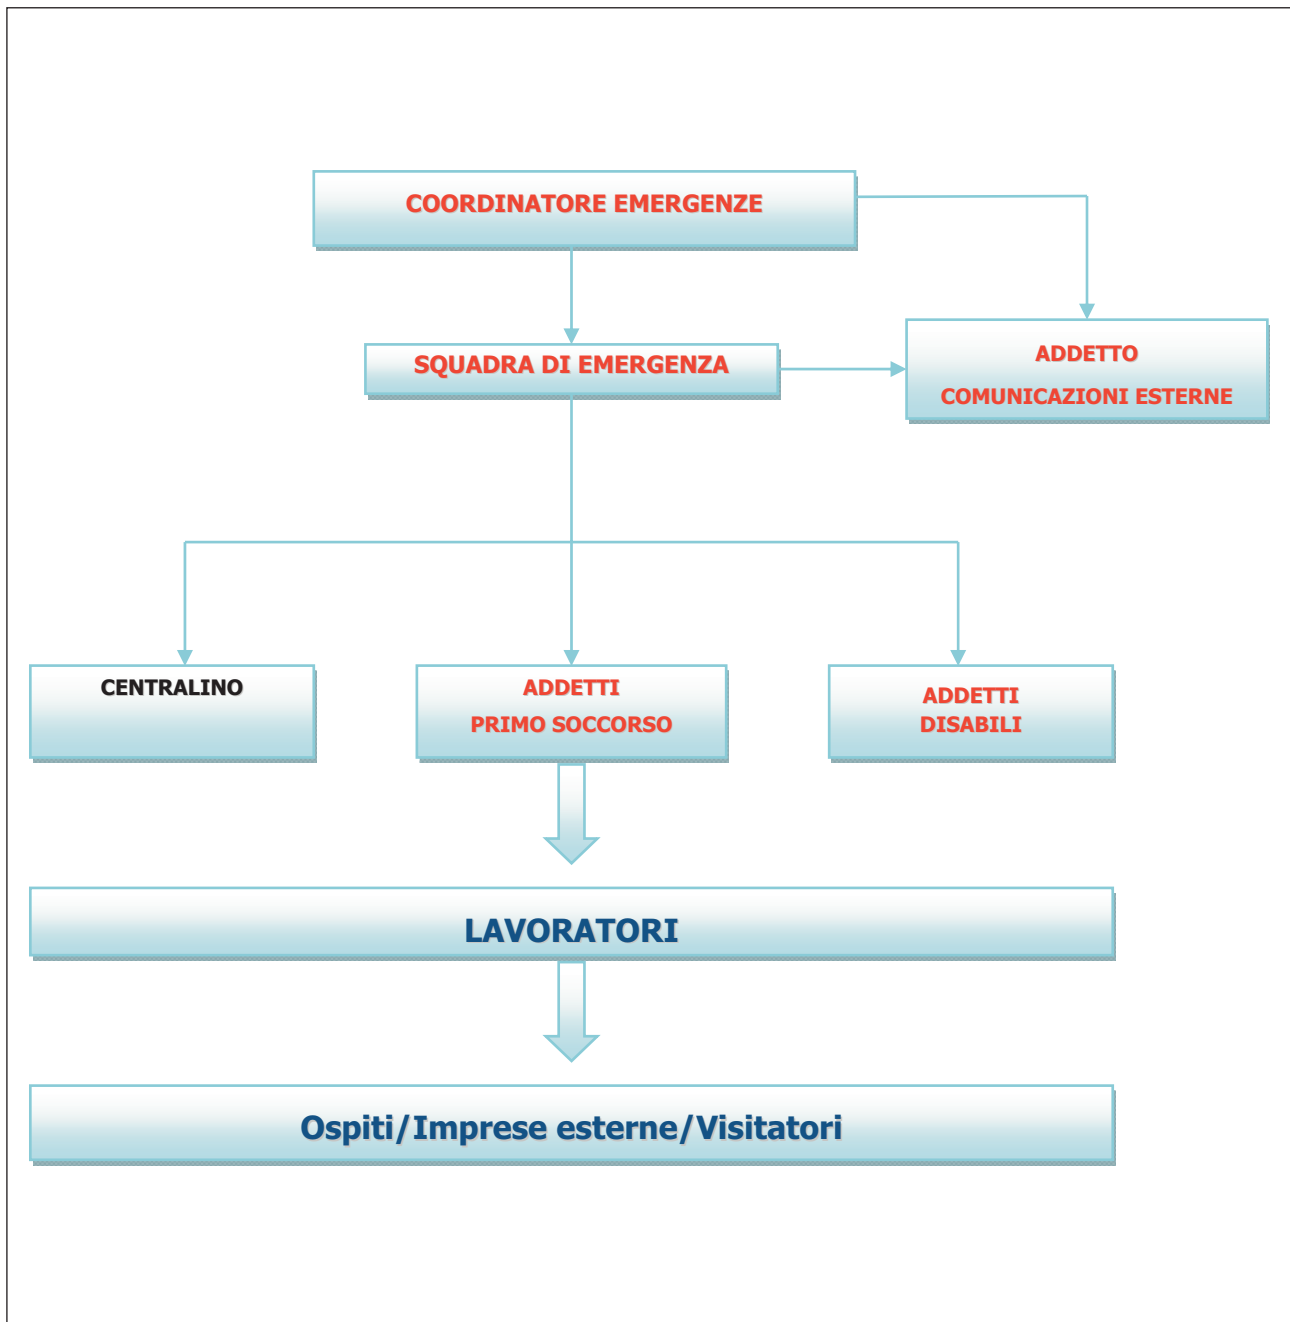 COORDINATORE EMERGENZE
SQUADRA DI EMERGENZA
ADDETTO
COMUNICAZIONI ESTERNE
CENTRALINO
ADDETTI
PRIMO SOCCORSO
ADDETTI
DISABILI
LAVORATORI
Ospiti/Imprese esterne/Visitatori